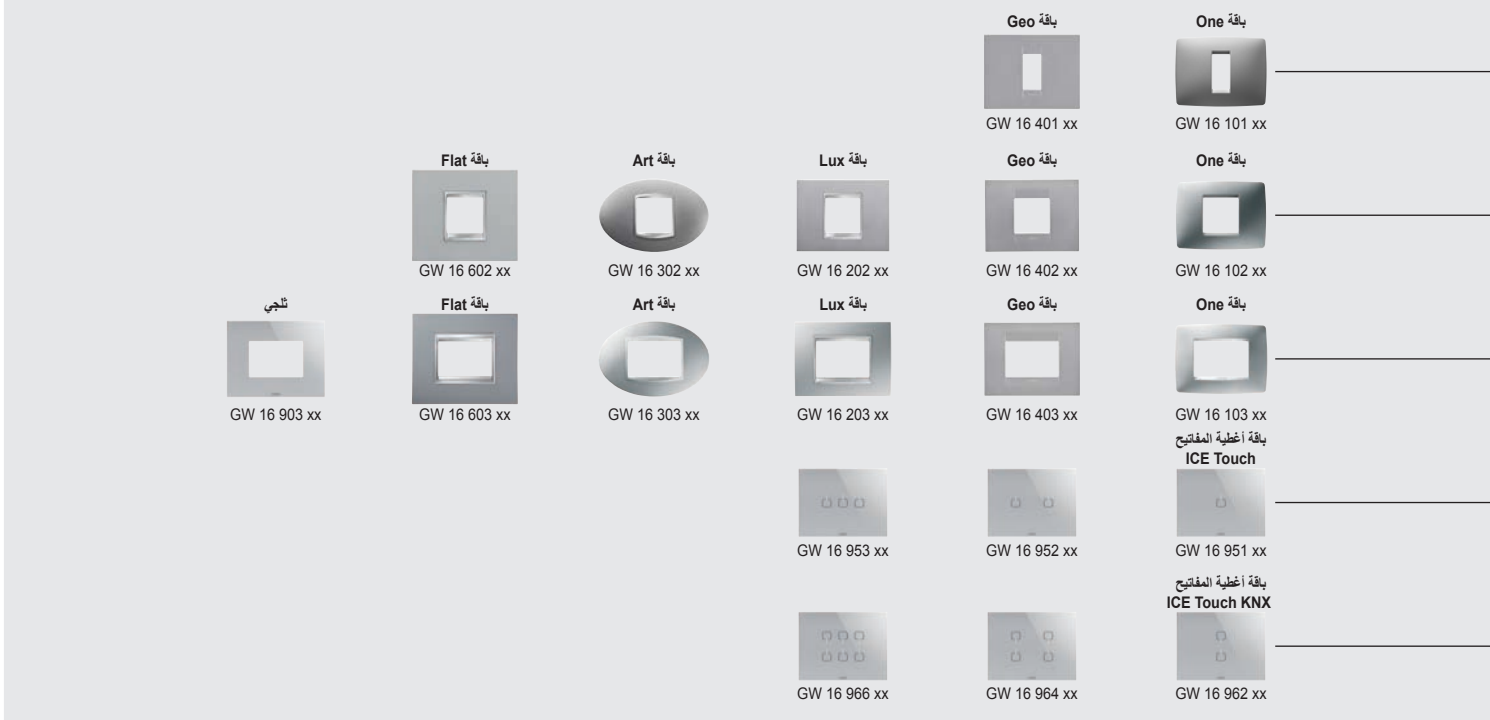 باقة One
باقة Geo
GW 16 101 xx
GW 16 401 xx
باقة One
باقة Geo
باقة Lux
باقة Art
باقة Flat
GW 16 102 xx
GW 16 402 xx
GW 16 202 xx
GW 16 302 xx
GW 16 602 xx
باقة One
باقة Geo
باقة Lux
باقة Art
باقة Flat
ثلجي
GW 16 103 xx
GW 16 403 xx
GW 16 203 xx
GW 16 303 xx
GW 16 603 xx
GW 16 903 xx
باقة أغطية المفاتيح
ICE Touch
GW 16 951 xx
GW 16 952 xx
GW 16 953 xx
باقة أغطية المفاتيح
ICE Touch KNX
GW 16 962 xx
GW 16 964 xx
GW 16 966 xx